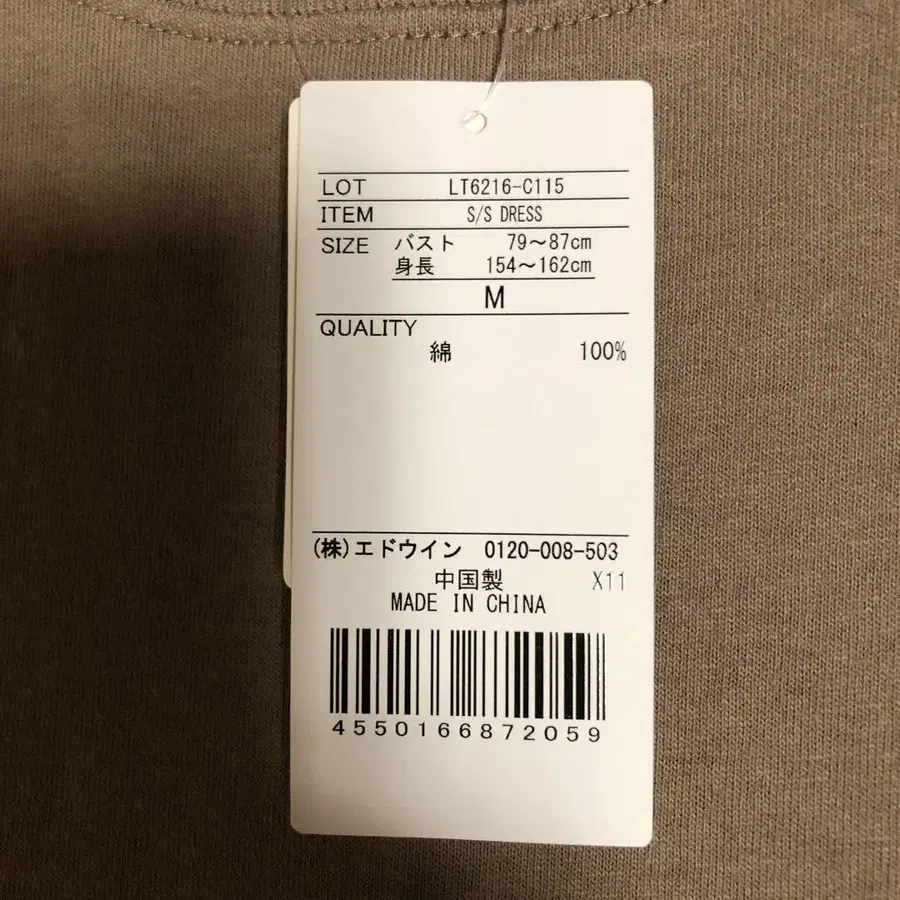 LOT LT6216-C115
ITEM S/S DRESS
SIZE バスト 79～87cm
身長 154～162cm
M
QUALITY
綿 100%
(株)エドウイン 0120-008-503
中国製 X11
MADE IN CHINA
4550166872059